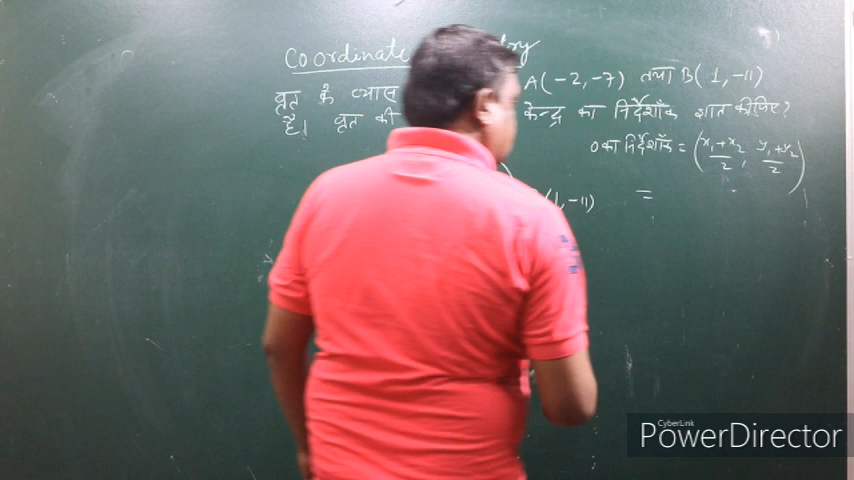 Coordinate
वृत के व्यास A(-2, -7) तथा B(1, -11)
है। वृत की केन्द्र का निर्देशाँक ज्ञात कीजिए?
O का निर्देशाँक = (x₁+x₂/2, y₁+y₂/2)
1, -11) =
CyberLink
PowerDirector